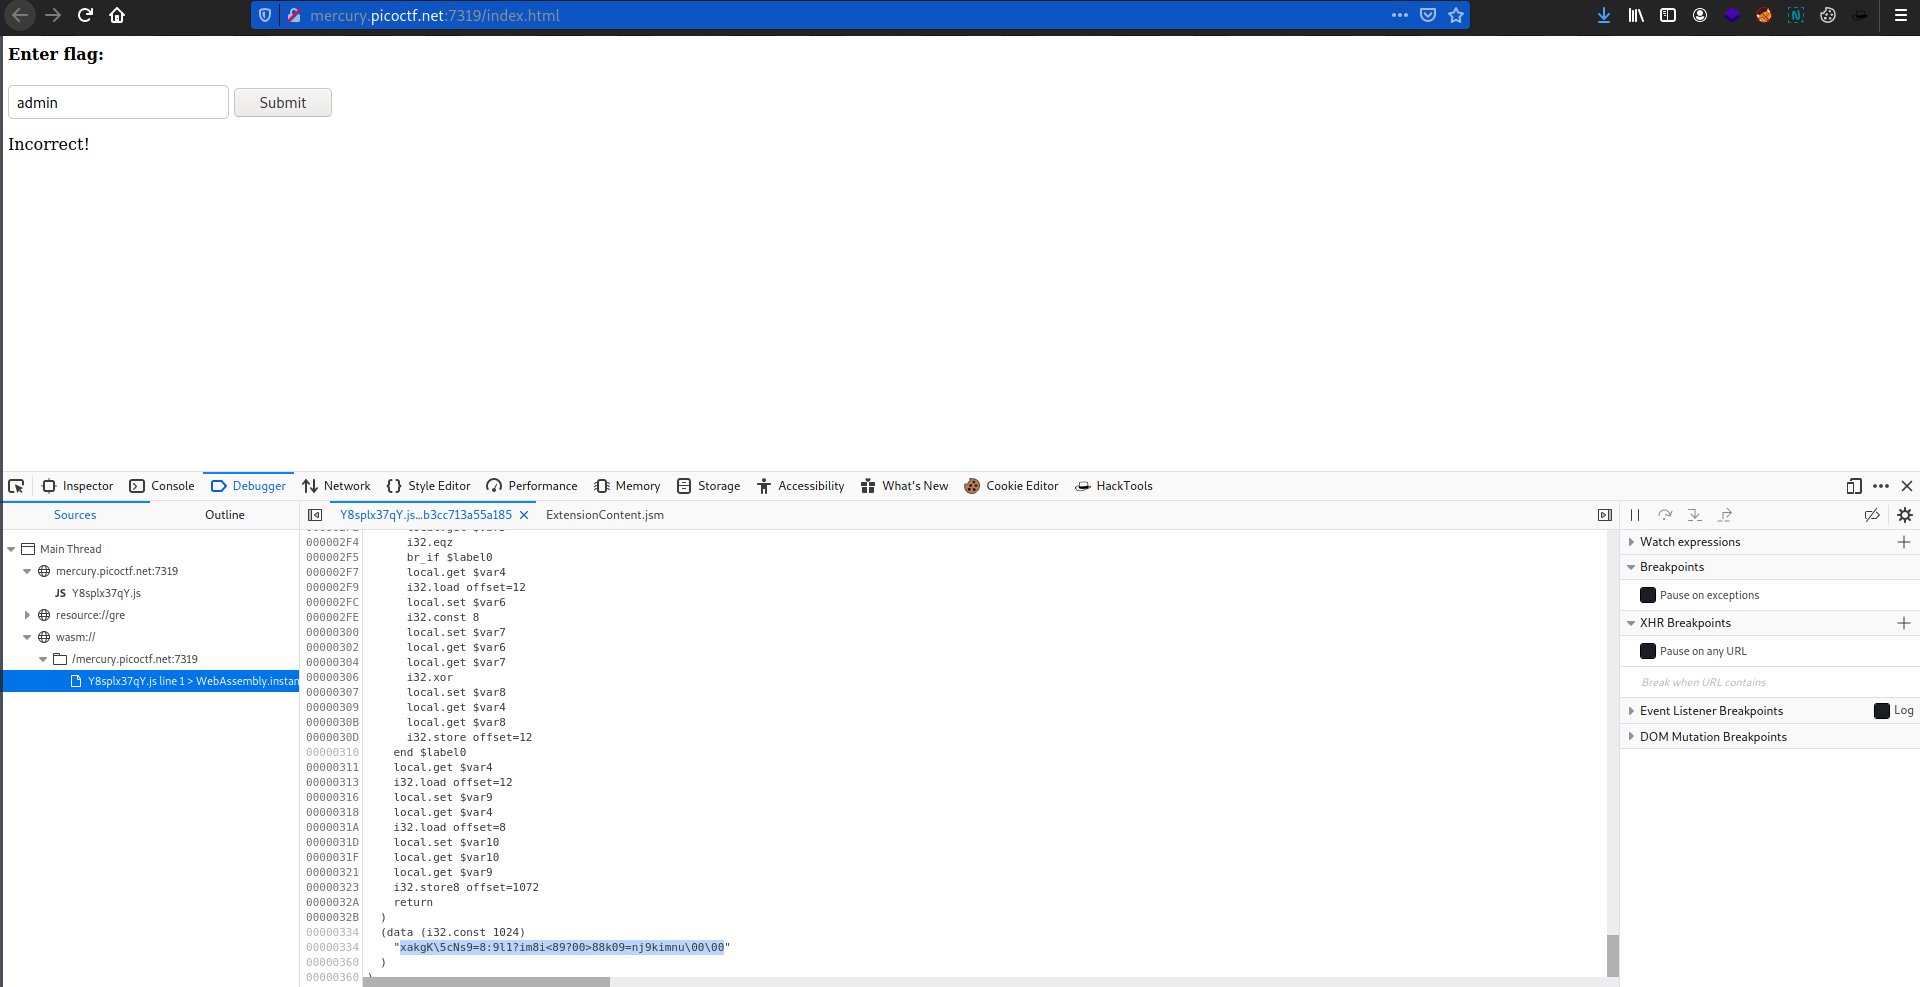 mercury.picoctf.net:7319/index.html
Enter flag:
admin
Submit
Incorrect!
Inspector Console Debugger Network Style Editor Performance Memory Storage Accessibility What's New Cookie Editor HackTools
Sources Outline
Y8splx37qY.js...b3cc713a55a185 ExtensionContent.jsm
Main Thread
mercury.picoctf.net:7319
JS Y8splx37qY.js
resource://gre
wasm://
/mercury.picoctf.net:7319
Y8splx37qY.js line 1 > WebAssembly.instan
000002F4 i32.eqz
000002F5 br_if $label0
000002F7 local.get $var4
000002F9 i32.load offset=12
000002FC local.set $var6
000002FE i32.const 8
00000300 local.set $var7
00000302 local.get $var6
00000304 local.get $var7
00000306 i32.xor
00000307 local.set $var8
00000309 local.get $var4
0000030B local.get $var8
0000030D i32.store offset=12
00000310 end $label0
00000311 local.get $var4
00000313 i32.load offset=12
00000316 local.set $var9
00000318 local.get $var4
0000031A i32.load offset=8
0000031D local.set $var10
0000031F local.get $var10
00000321 local.get $var9
00000323 i32.store8 offset=1072
0000032A return
0000032B )
00000334 (data (i32.const 1024)
00000334 "xakgK\5cNs9=8:9l1?im8i<89?00>88k09=nj9kimnu\00\00"
00000360 )
00000360 )
Watch expressions
Breakpoints
Pause on exceptions
XHR Breakpoints
Pause on any URL
Break when URL contains
Event Listener Breakpoints Log
DOM Mutation Breakpoints